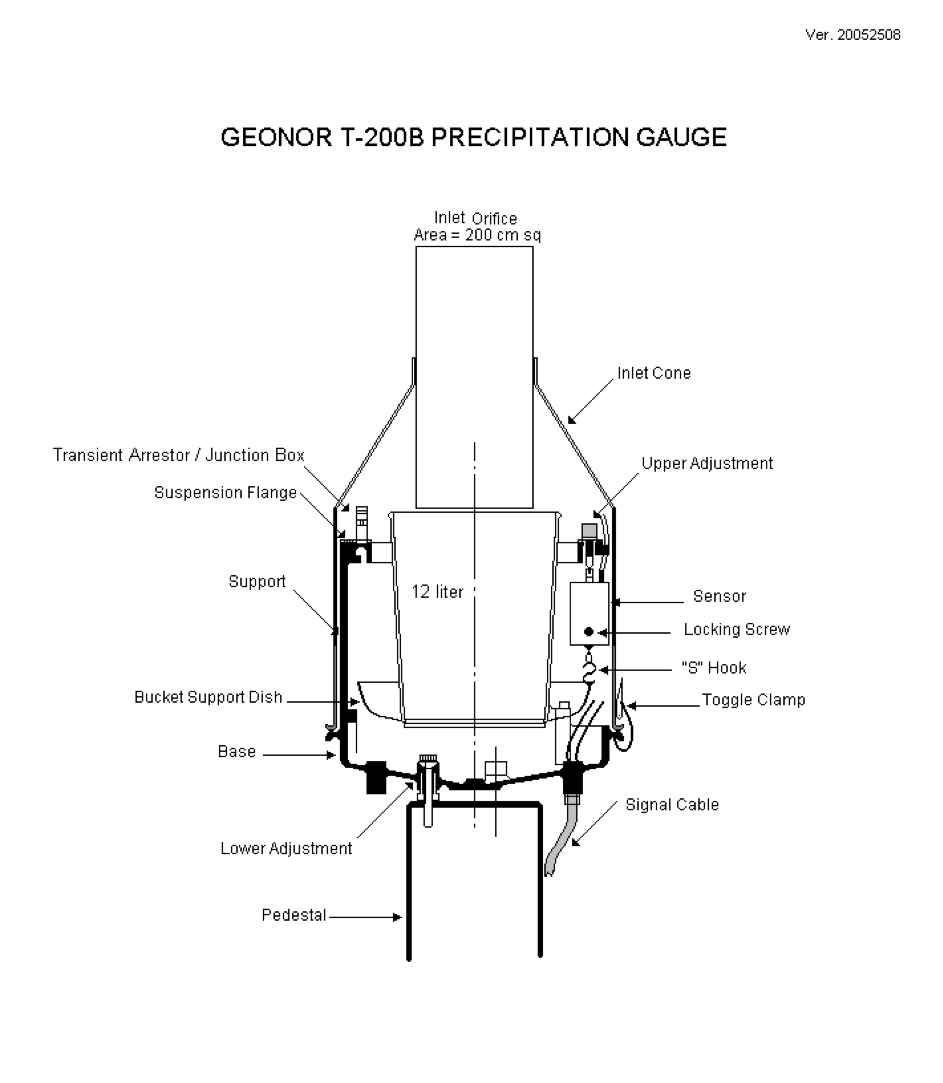 Ver. 20052508
GEONOR T-200B PRECIPITATION GAUGE
Inlet Orifice
Area = 200 cm sq
Inlet Cone
Transient Arrestor / Junction Box
Upper Adjustment
Suspension Flange
Support
12 liter
Sensor
Locking Screw
"S" Hook
Bucket Support Dish
Toggle Clamp
Base
Signal Cable
Lower Adjustment
Pedestal